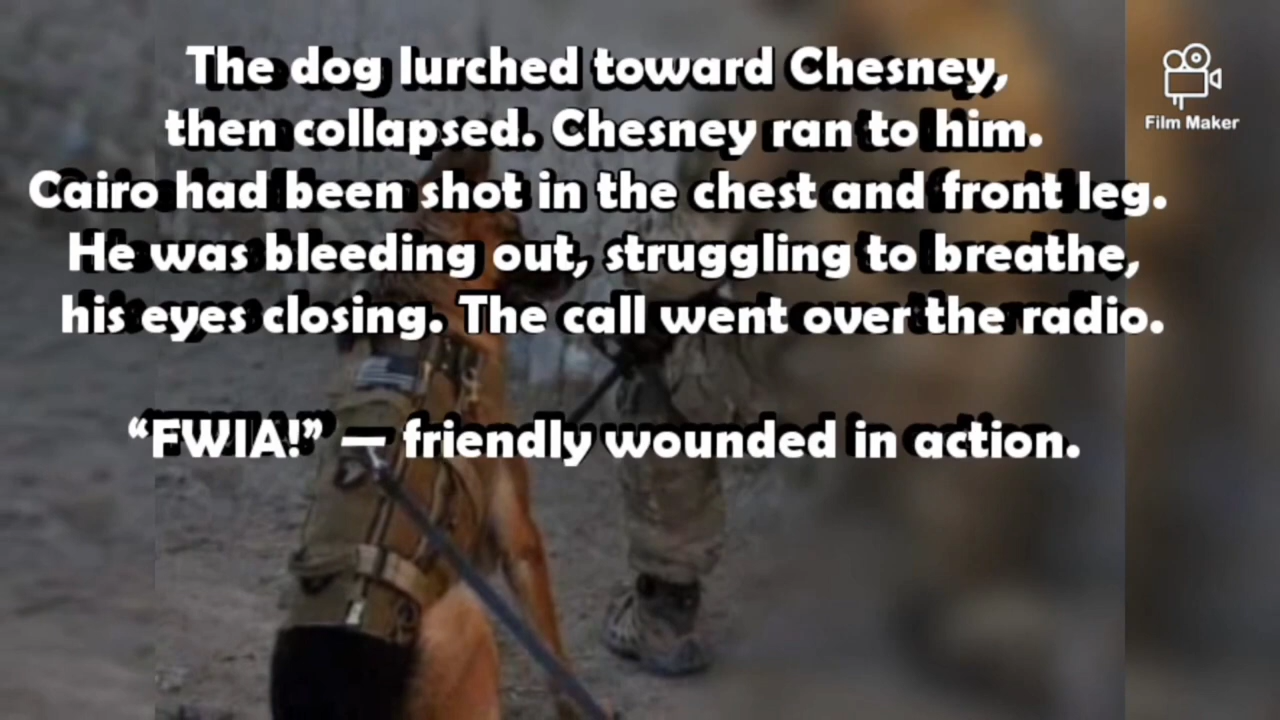 The dog lurched toward Chesney,
then collapsed. Chesney ran to him.
Cairo had been shot in the chest and front leg.
He was bleeding out, struggling to breathe,
his eyes closing. The call went over the radio.
“FWIA!” — friendly wounded in action.
Film Maker